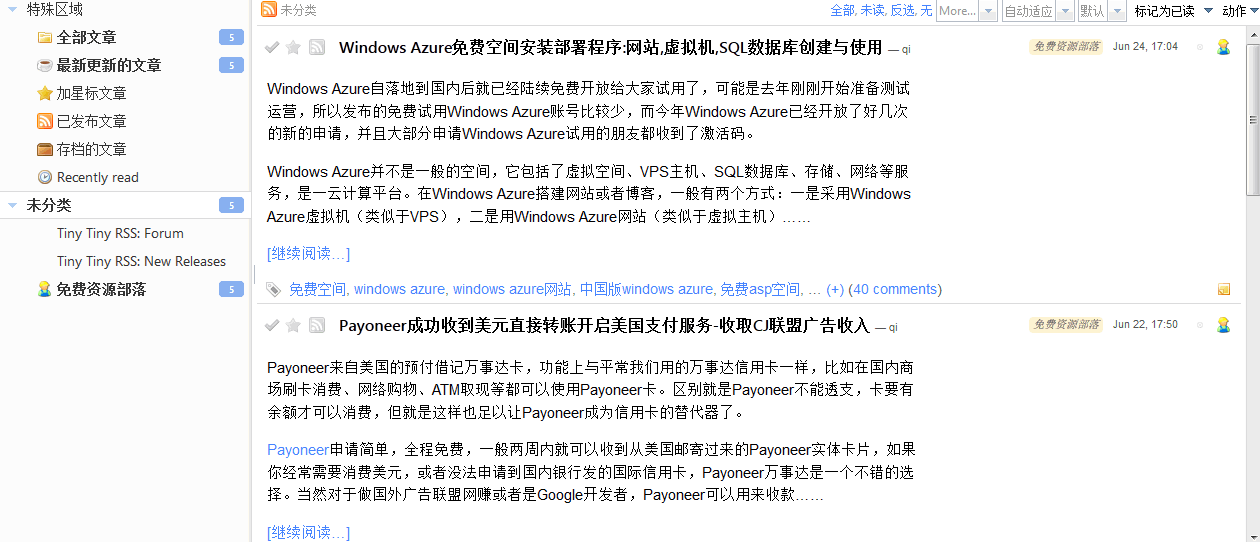 特殊区域
全部文章 5
最新更新的文章 5
加星标文章
已发布文章
存档的文章
Recently read
未分类 5
Tiny Tiny RSS: Forum
Tiny Tiny RSS: New Releases
免费资源部落 5
未分类 全部, 未读, 反选, 无 More... 自动适应 默认 标记为已读 动作
Windows Azure免费空间安装部署程序:网站,虚拟机,SQL数据库创建与使用 — qi 免费资源部落 Jun 24, 17:04
Windows Azure自落地到国内后就已经陆续免费开放给大家试用了，可能是去年刚刚开始准备测试
运营，所以发布的免费试用Windows Azure账号比较少，而今年Windows Azure已经开放了好几次
的新的申请，并且大部分申请Windows Azure试用的朋友都收到了激活码。
Windows Azure并不是一般的空间，它包括了虚拟空间、VPS主机、SQL数据库、存储、网络等服
务，是一云计算平台。在Windows Azure搭建网站或者博客，一般有两个方式：一是采用Windows
Azure虚拟机（类似于VPS），二是用Windows Azure网站（类似于虚拟主机）……
[继续阅读…]
免费空间, windows azure, windows azure网站, 中国版windows azure, 免费asp空间, … (+) (40 comments)
Payoneer成功收到美元直接转账开启美国支付服务-收取CJ联盟广告收入 — qi 免费资源部落 Jun 22, 17:50
Payoneer来自美国的预付借记万事达卡，功能上与平常我们用的万事达信用卡一样，比如在国内商
场刷卡消费、网络购物、ATM取现等都可以使用Payoneer卡。区别就是Payoneer不能透支，卡要有
余额才可以消费，但就是这样也足以让Payoneer成为信用卡的替代器了。
Payoneer申请简单，全程免费，一般两周内就可以收到从美国邮寄过来的Payoneer实体卡片，如果
你经常需要消费美元，或者没法申请到国内银行发的国际信用卡，Payoneer万事达是一个不错的选
择。当然对于做国外广告联盟网赚或者是Google开发者，Payoneer可以用来收款……
[继续阅读…]